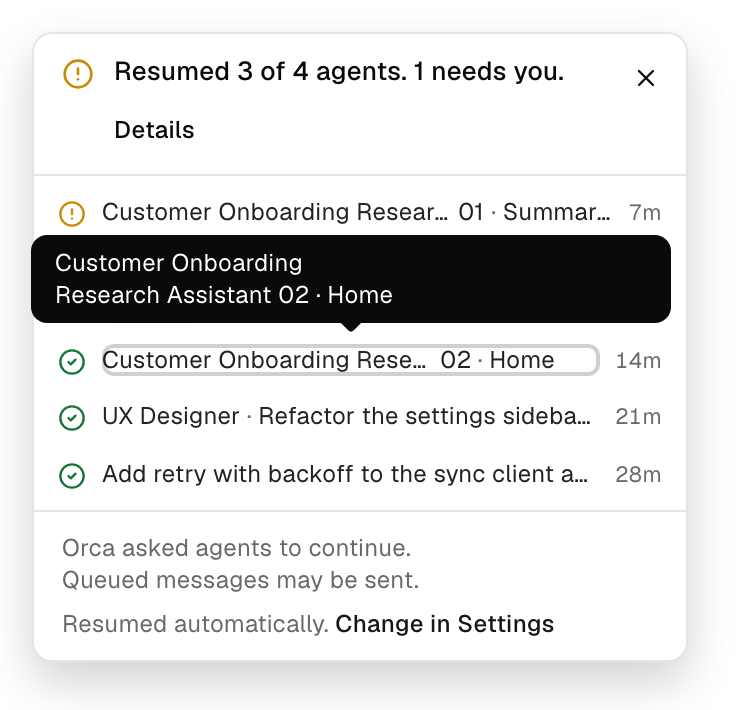 Resumed 3 of 4 agents. 1 needs you.
Details
Customer Onboarding Resear... 01 · Summar... 7m
Customer Onboarding
Research Assistant 02 · Home
Customer Onboarding Rese... 02 · Home 14m
UX Designer · Refactor the settings sideba... 21m
Add retry with backoff to the sync client a... 28m
Orca asked agents to continue.
Queued messages may be sent.
Resumed automatically. Change in Settings